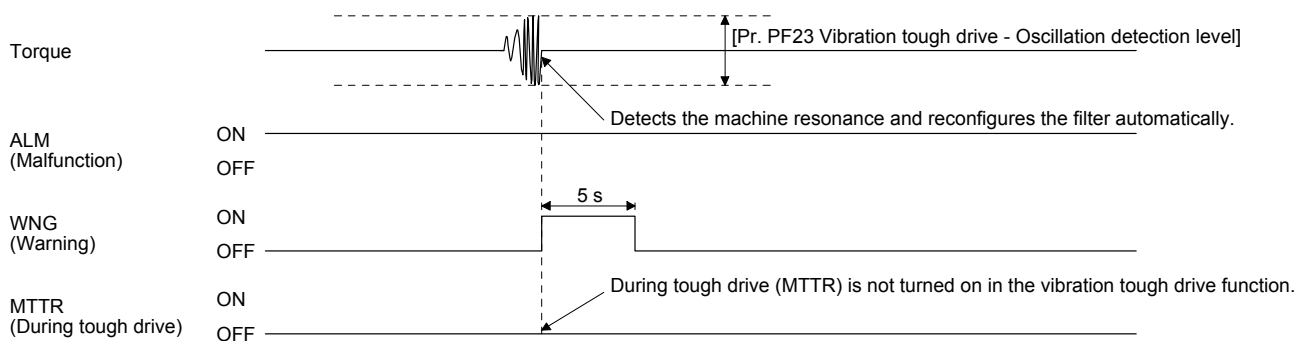 Torque
[Pr. PF23 Vibration tough drive - Oscillation detection level]
Detects the machine resonance and reconfigures the filter automatically.
ALM
(Malfunction)
ON
OFF
5 s
WNG
(Warning)
ON
OFF
During tough drive (MTTR) is not turned on in the vibration tough drive function.
MTTR
(During tough drive)
ON
OFF